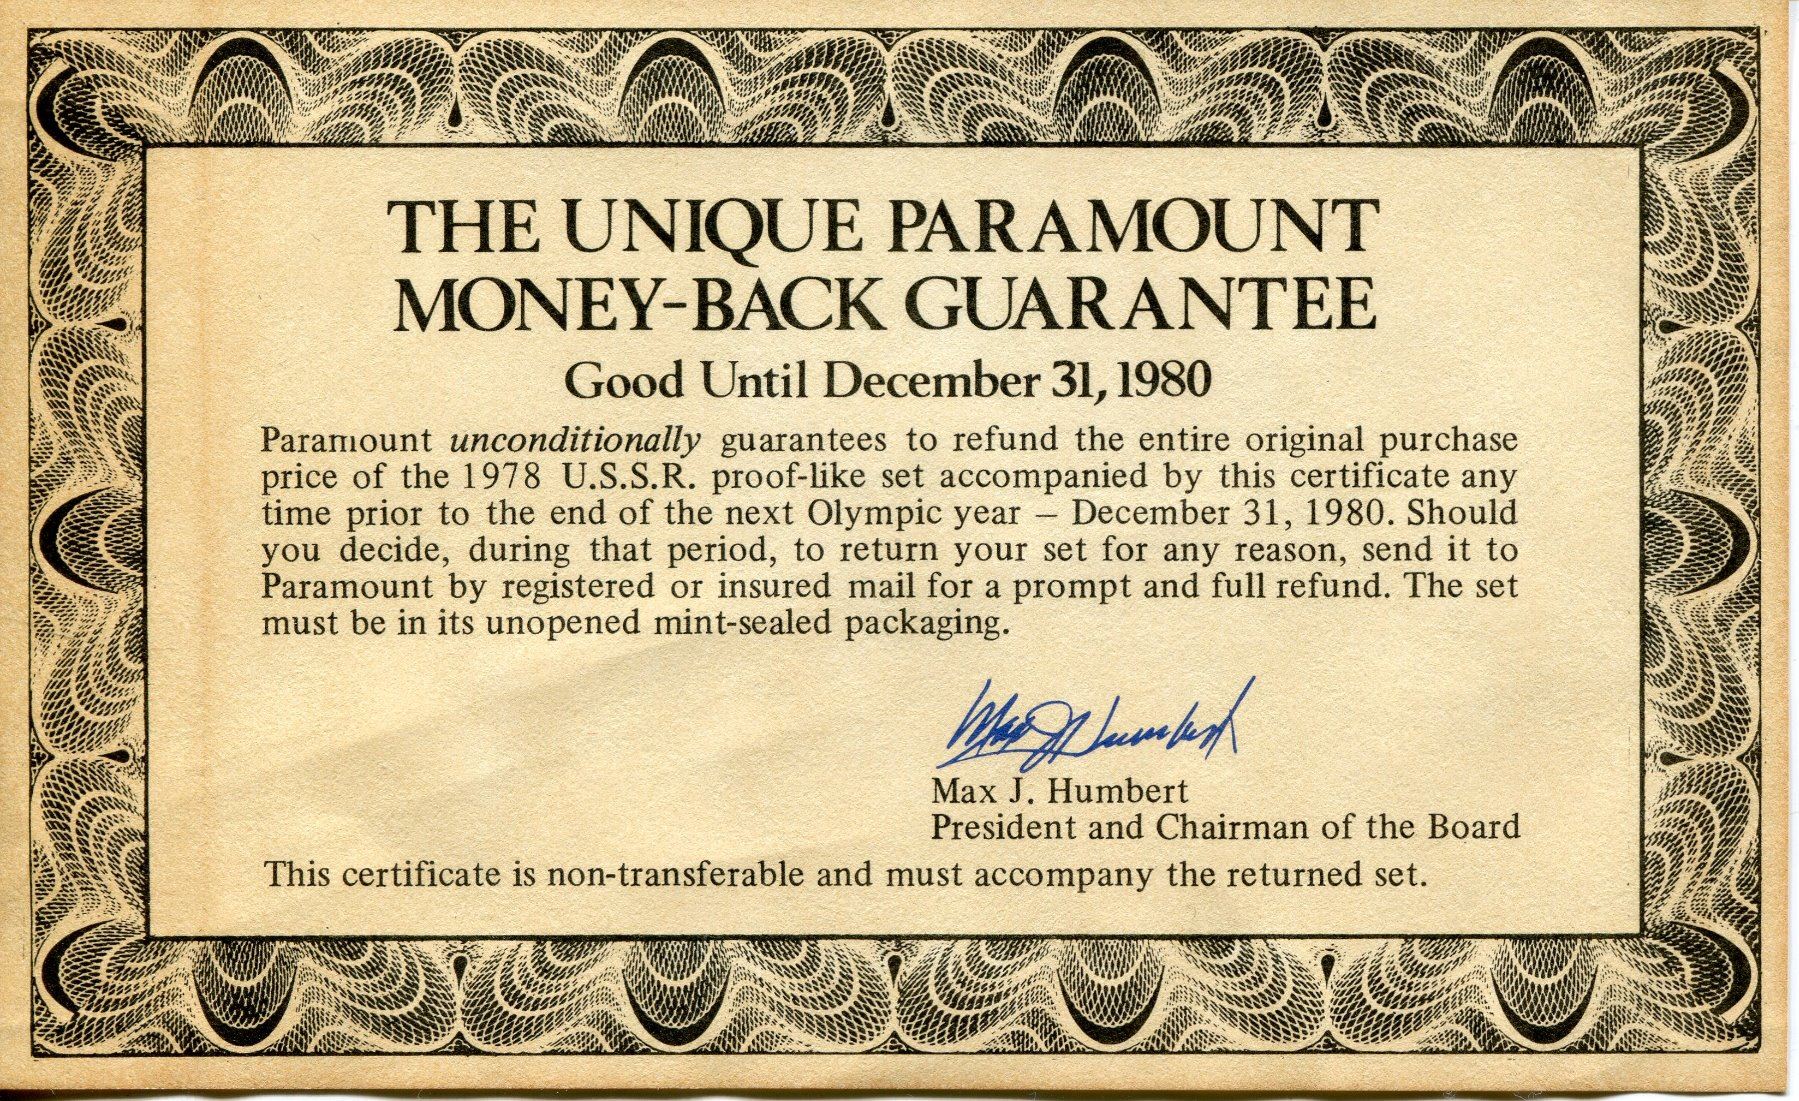 THE UNIQUE PARAMOUNT
MONEY-BACK GUARANTEE
Good Until December 31, 1980
Paramount unconditionally guarantees to refund the entire original purchase
price of the 1978 U.S.S.R. proof-like set accompanied by this certificate any
time prior to the end of the next Olympic year – December 31, 1980. Should
you decide, during that period, to return your set for any reason, send it to
Paramount by registered or insured mail for a prompt and full refund. The set
must be in its unopened mint-sealed packaging.
Max J Humbert
Max J. Humbert
President and Chairman of the Board
This certificate is non-transferable and must accompany the returned set.